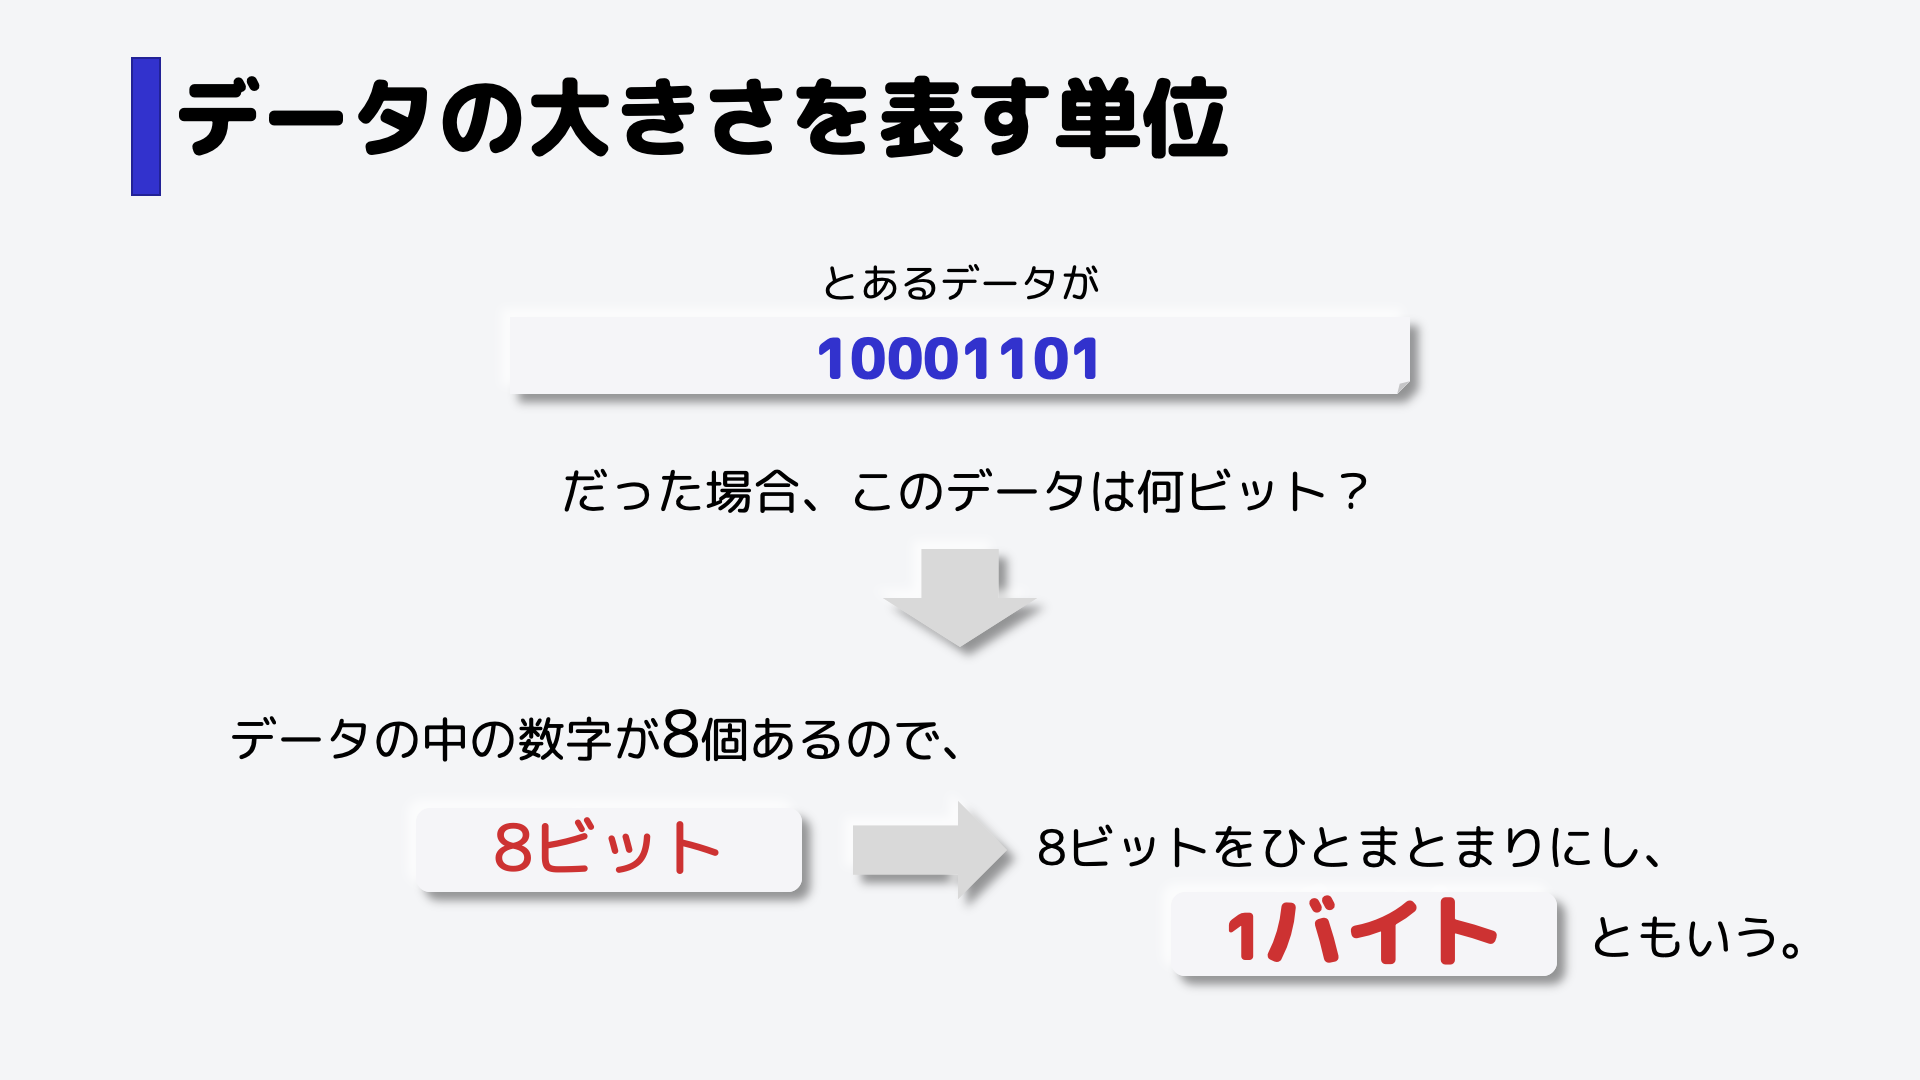 データの大きさを表す単位
とあるデータが
10001101
だった場合、このデータは何ビット？
データの中の数字が8個あるので、
8ビット
8ビットをひとまとまりにし、
1バイト ともいう。